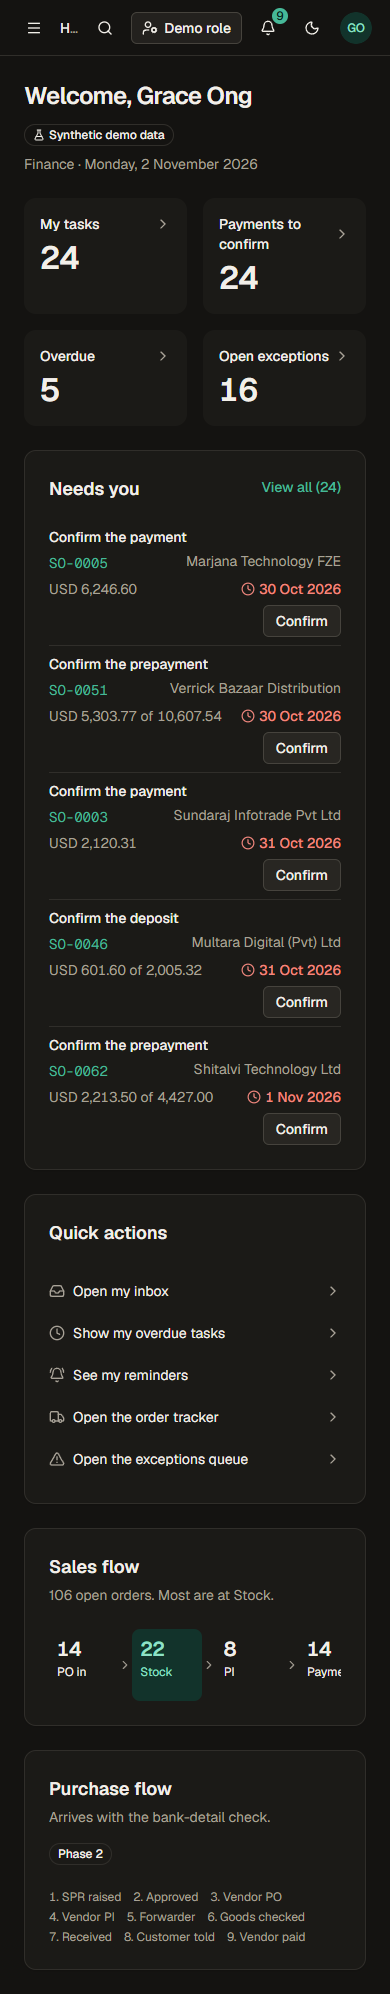 H...
Demo role
9
GO
Welcome, Grace Ong
Synthetic demo data
Finance · Monday, 2 November 2026
My tasks
24
Payments to
confirm
24
Overdue
5
Open exceptions
16
Needs you
View all (24)
Confirm the payment
SO-0005 Marjana Technology FZE
USD 6,246.60 30 Oct 2026
Confirm
Confirm the prepayment
SO-0051 Verrick Bazaar Distribution
USD 5,303.77 of 10,607.54 30 Oct 2026
Confirm
Confirm the payment
SO-0003 Sundaraj Infotrade Pvt Ltd
USD 2,120.31 31 Oct 2026
Confirm
Confirm the deposit
SO-0046 Multara Digital (Pvt) Ltd
USD 601.60 of 2,005.32 31 Oct 2026
Confirm
Confirm the prepayment
SO-0062 Shitalvi Technology Ltd
USD 2,213.50 of 4,427.00 1 Nov 2026
Confirm
Quick actions
Open my inbox
Show my overdue tasks
See my reminders
Open the order tracker
Open the exceptions queue
Sales flow
106 open orders. Most are at Stock.
14 22 8 14
PO in Stock PI Payme
Purchase flow
Arrives with the bank-detail check.
Phase 2
1. SPR raised 2. Approved 3. Vendor PO
4. Vendor PI 5. Forwarder 6. Goods checked
7. Received 8. Customer told 9. Vendor paid